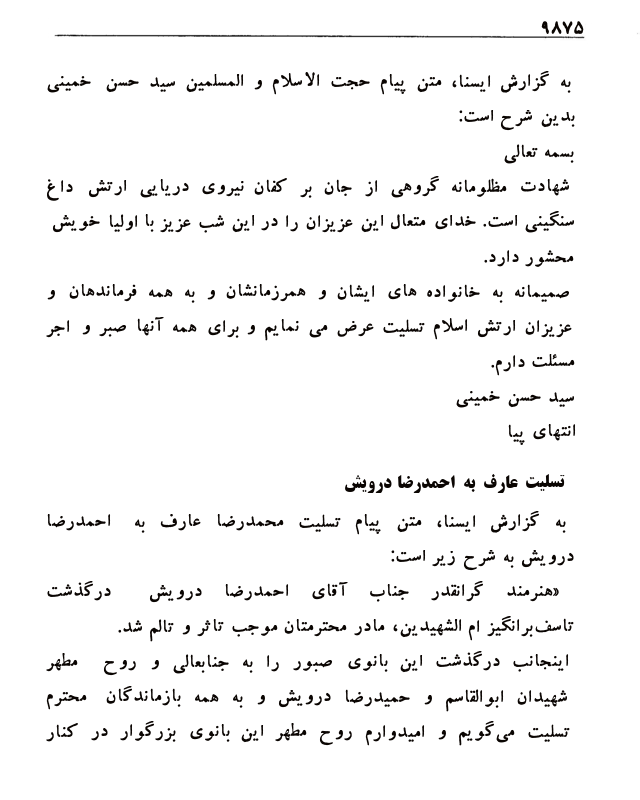 ۹۸۷۵
به گزارش ایسنا، متن پیام حجت الاسلام و المسلمین سید حسن خمینی
بدین شرح است:
بسمه تعالی
شهادت مظلومانه گروهی از جان بر کفان نیروی دریایی ارتش داغ
سنگینی است. خدای متعال این عزیزان را در این شب عزیز با اولیا خویش
محشور دارد.
صمیمانه به خانواده های ایشان و همرزمانشان و به همه فرماندهان و
عزیزان ارتش اسلام تسلیت عرض می نمایم و برای همه آنها صبر و اجر
مسئلت دارم.
سید حسن خمینی
انتهای پیا
تسلیت عارف به احمدرضا درویش
به گزارش ایسنا، متن پیام تسلیت محمدرضا عارف به احمدرضا
درویش به شرح زیر است:
«هنرمند گرانقدر جناب آقای احمدرضا درویش درگذشت
تاسف‌برانگیز ام الشهیدین، مادر محترمتان موجب تاثر و تالم شد.
اینجانب درگذشت این بانوی صبور را به جنابعالی و روح مطهر
شهیدان ابوالقاسم و حمیدرضا درویش و به همه بازماندگان محترم
تسلیت می‌گویم و امیدوارم روح مطهر این بانوی بزرگوار در کنار